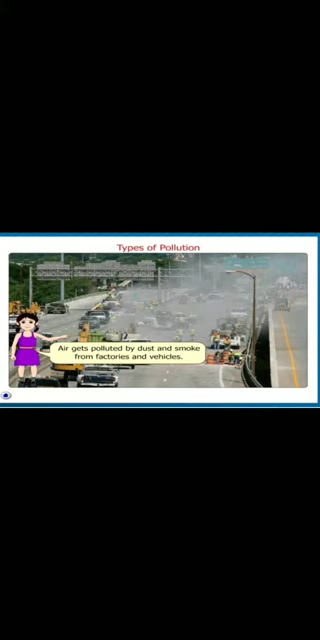 Types of Pollution
Air gets polluted by dust and smoke
from factories and vehicles.